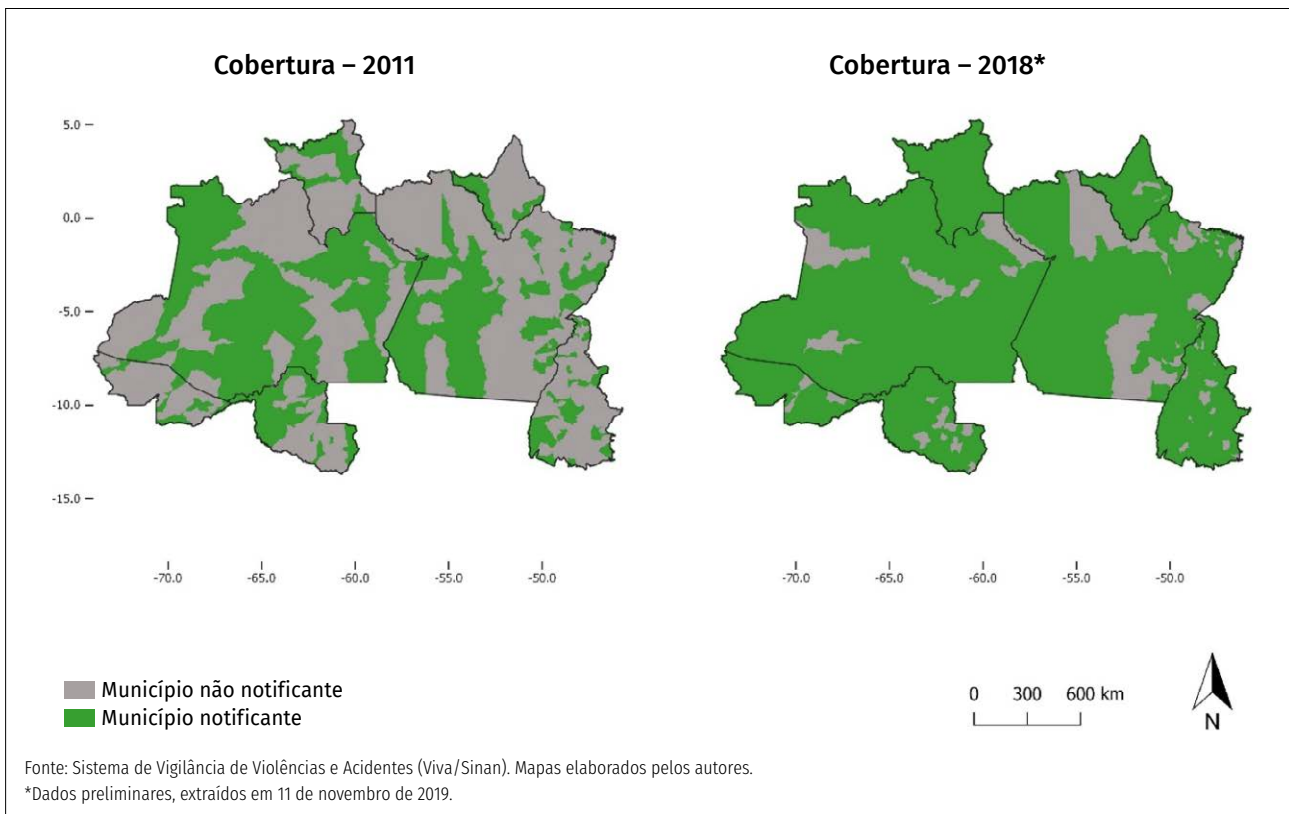 Cobertura – 2011
Cobertura – 2018*
5.0
0.0
-5.0
-10.0
-15.0
-70.0 -65.0 -60.0 -55.0 -50.0
-70.0 -65.0 -60.0 -55.0 -50.0
Município não notificante
Município notificante
0 300 600 km
N
Fonte: Sistema de Vigilância de Violências e Acidentes (Viva/Sinan). Mapas elaborados pelos autores.
*Dados preliminares, extraídos em 11 de novembro de 2019.